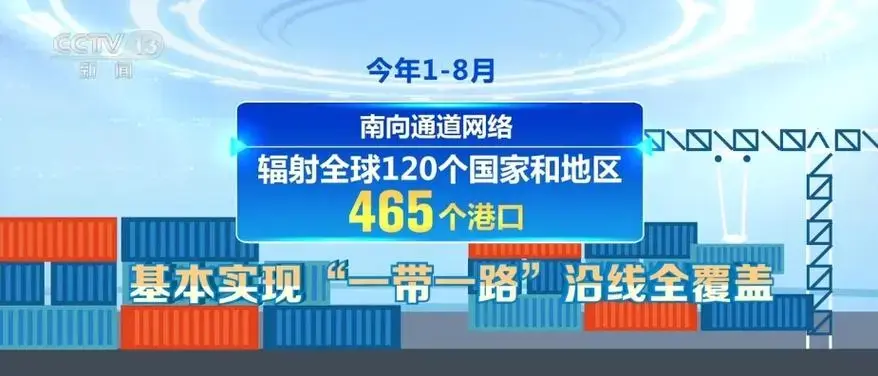 CCTV 13
新闻
今年1-8月
南向通道网络
辐射全球120个国家和地区
465个港口
基本实现“一带一路”沿线全覆盖